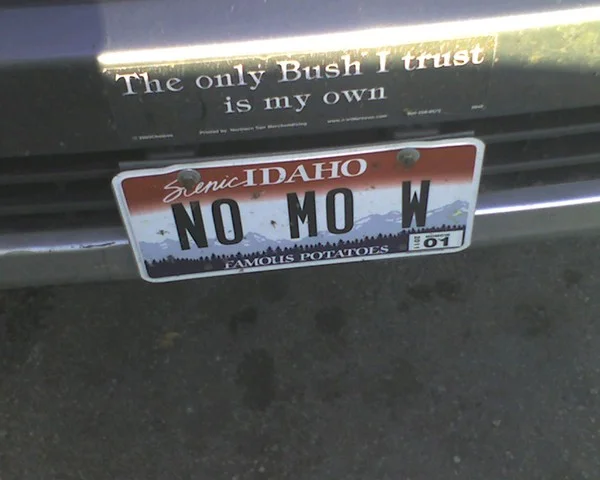 The only Bush I trust
is my own
Scenic IDAHO
NO MO W
01
FAMOUS POTATOES